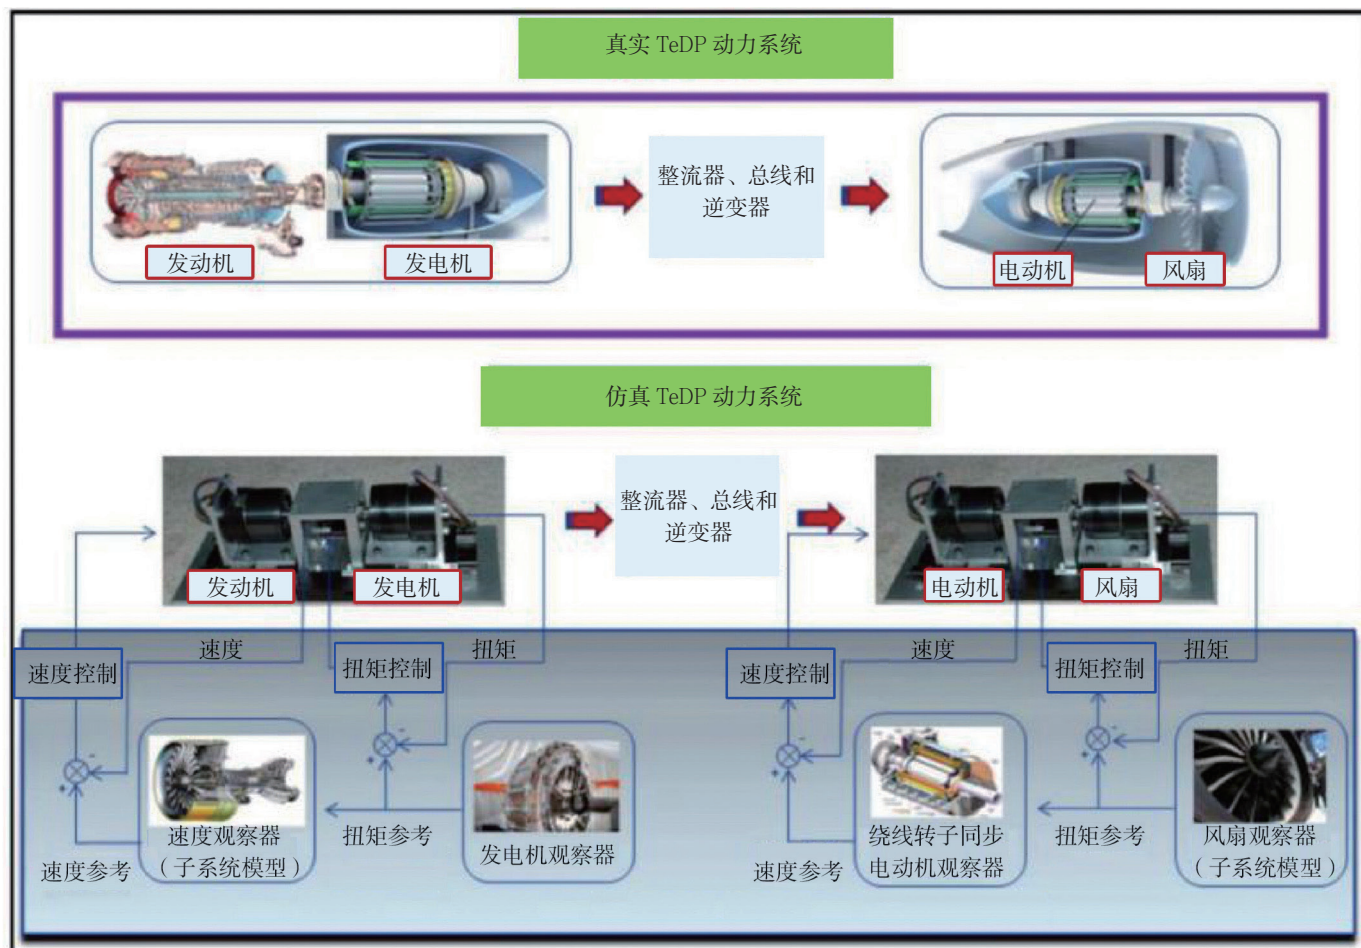 真实 TeDP 动力系统
整流器、总线和
逆变器
发动机
发电机
电动机
风扇
仿真 TeDP 动力系统
整流器、总线和
逆变器
发动机
发电机
电动机
风扇
速度控制
速度
扭矩控制
扭矩
速度控制
速度
扭矩控制
扭矩
-
+
-
+
-
+
-
+
速度观察器
（子系统模型）
速度参考
扭矩参考
发电机观察器
绕线转子同步
电动机观察器
速度参考
扭矩参考
风扇观察器
（子系统模型）